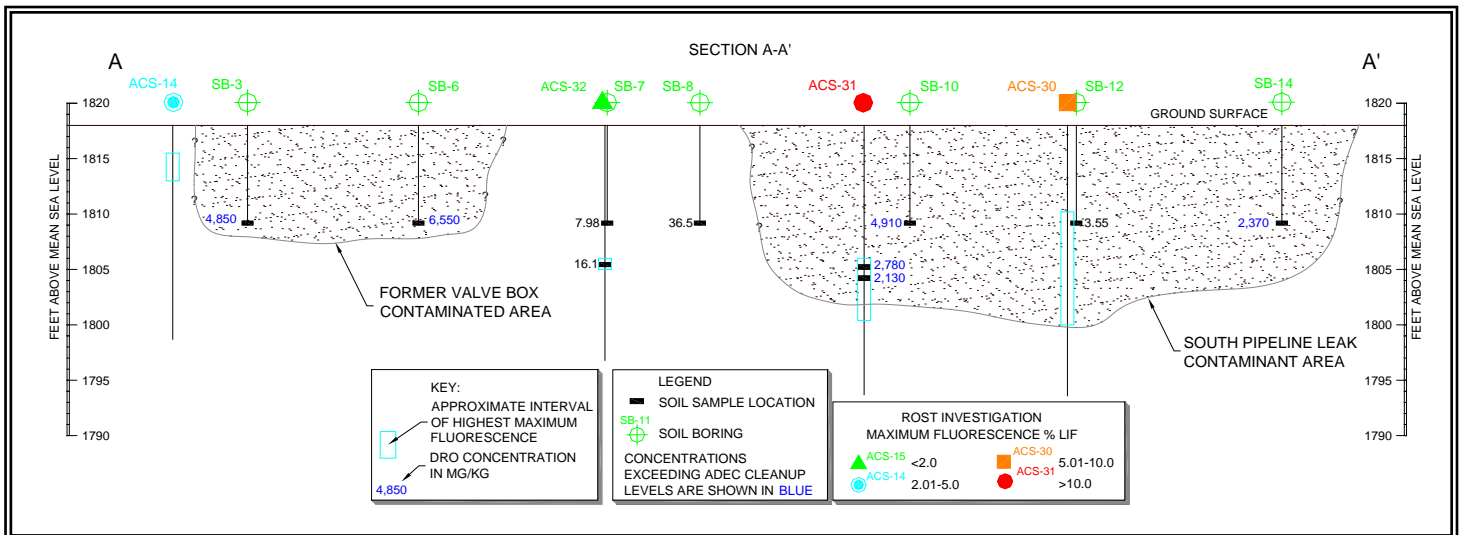 SECTION A-A'
A
A'
ACS-14
SB-3
SB-6
ACS-32
SB-7
SB-8
ACS-31
SB-10
ACS-30
SB-12
SB-14
GROUND SURFACE
FEET ABOVE MEAN SEA LEVEL
1820
1815
1810
1805
1800
1795
1790
?
?
?
?
?
?
?
?
4,850
6,550
7.98
16.1
36.5
2,780
2,130
4,910
3.55
2,370
FORMER VALVE BOX
CONTAMINATED AREA
SOUTH PIPELINE LEAK
CONTAMINANT AREA
1820
1815
1810
1805
1800
1795
1790
FEET ABOVE MEAN SEA LEVEL
KEY:
APPROXIMATE INTERVAL
OF HIGHEST MAXIMUM
FLUORESCENCE
DRO CONCENTRATION
IN MG/KG
4,850
LEGEND
SOIL SAMPLE LOCATION
SB-11
SOIL BORING
CONCENTRATIONS
EXCEEDING ADEC CLEANUP
LEVELS ARE SHOWN IN BLUE
ROST INVESTIGATION
MAXIMUM FLUORESCENCE % LIF
ACS-15 <2.0
ACS-30 5.01-10.0
ACS-14 2.01-5.0
ACS-31 >10.0